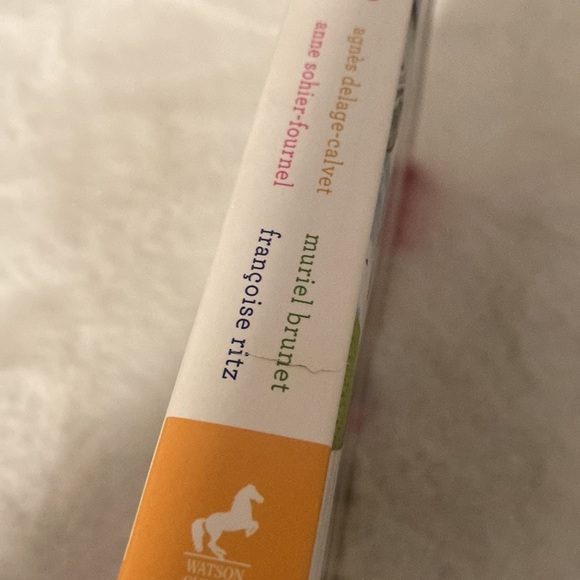 agnès delage-calvet
anne sohier-fournel
muriel brunet
françoise ritz
WATSON